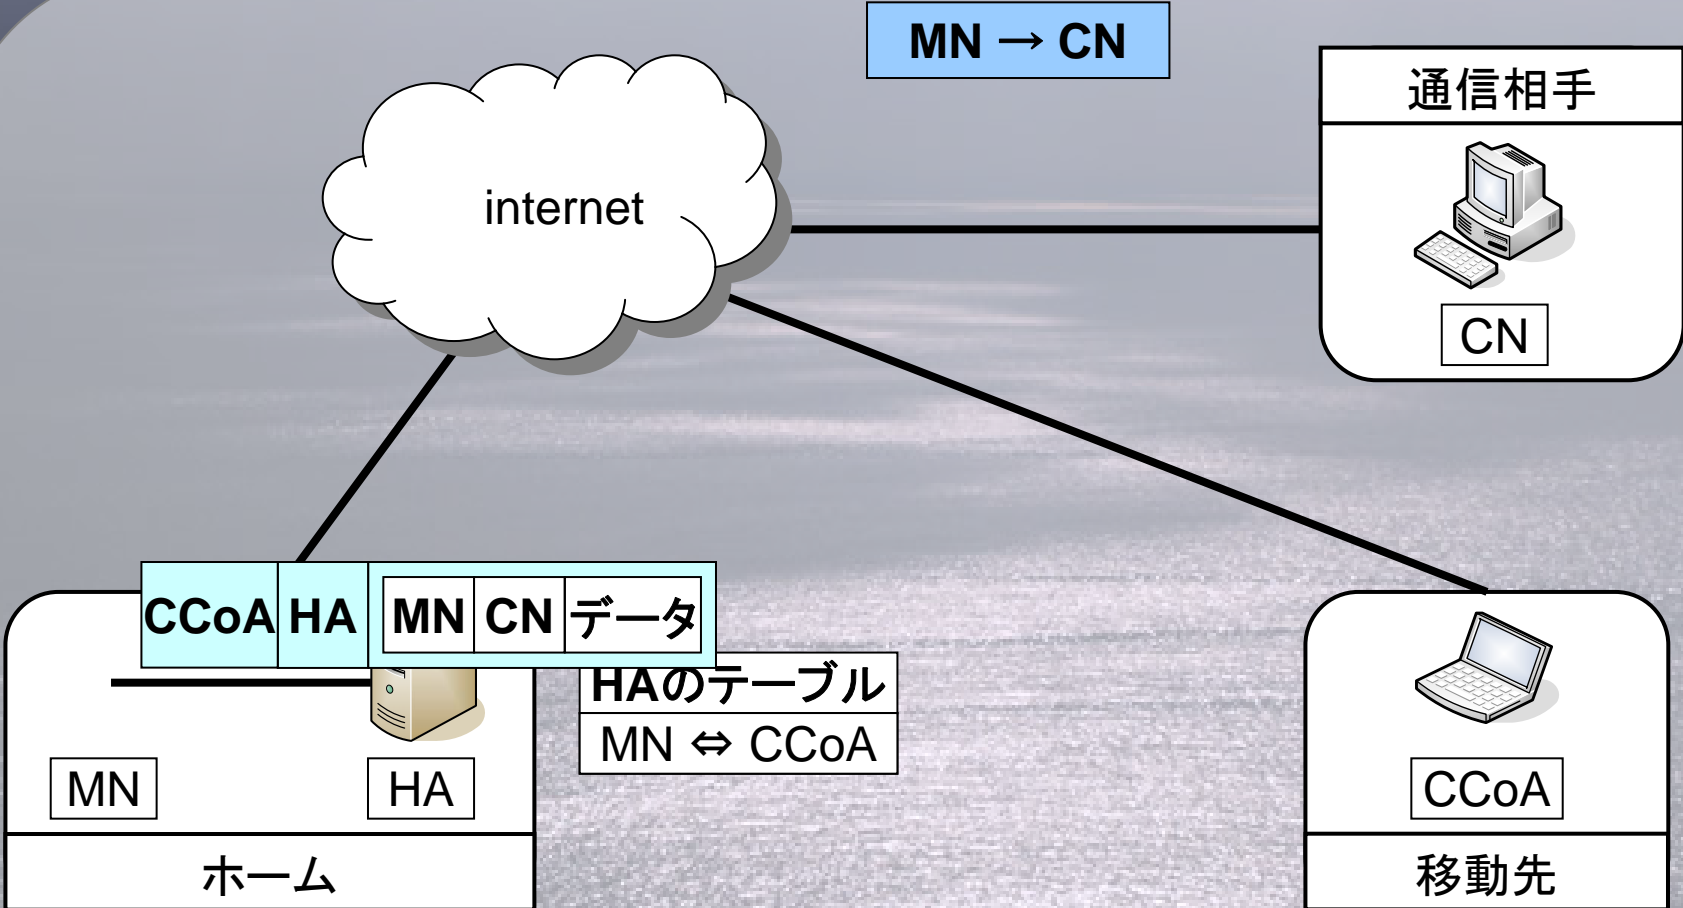 MN → CN
通信相手
internet
CN
CCoA HA MN CN データ
HAのテーブル
MN ⇔ CCoA
MN
HA
CCoA
ホーム
移動先